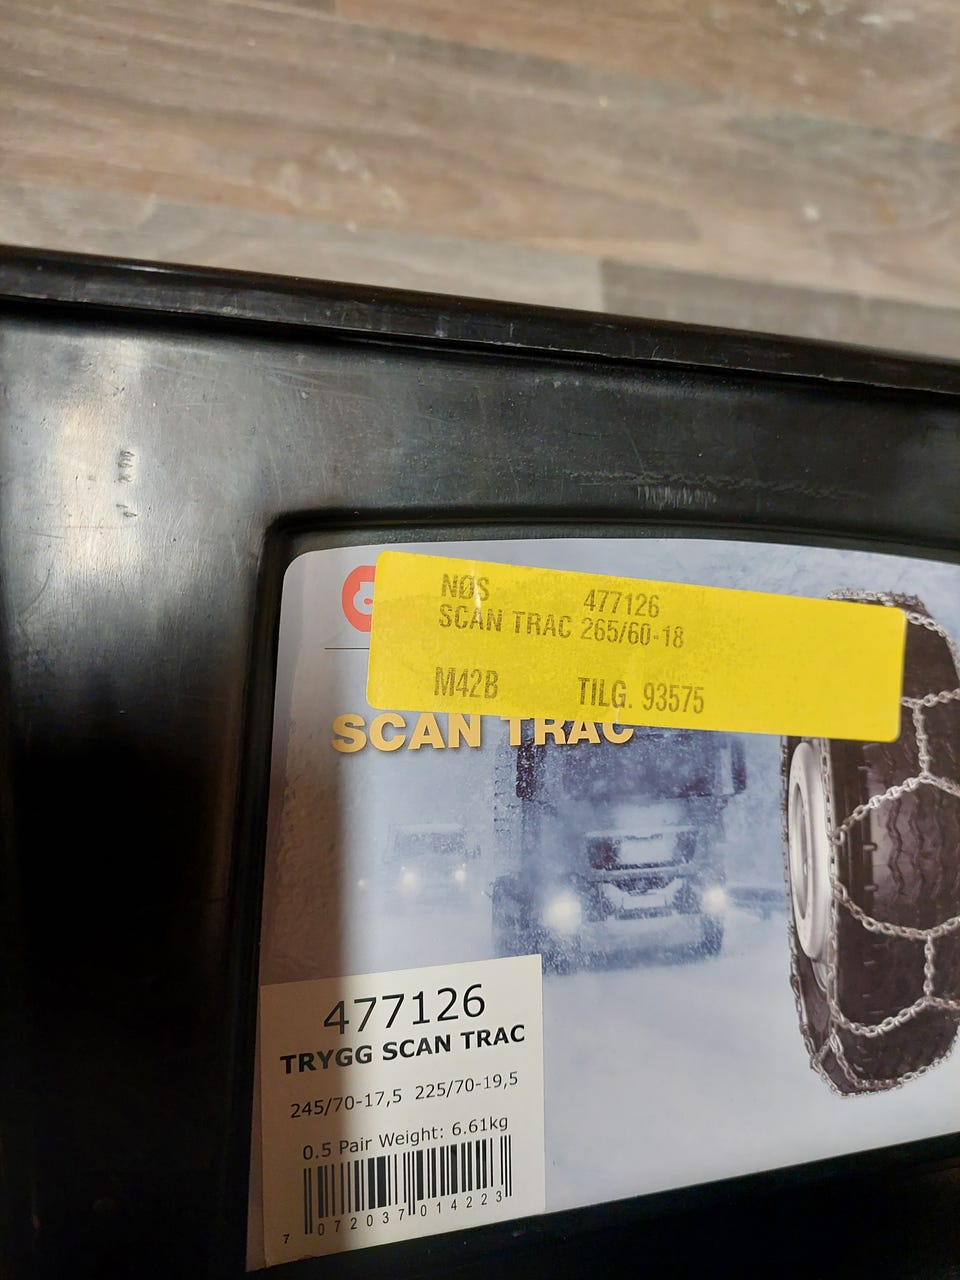 NØS 477126
SCAN TRAC 265/60-18
M42B TILG. 93575
SCAN TRAC
477126
TRYGG SCAN TRAC
245/70-17,5 225/70-19,5
0.5 Pair Weight: 6.61kg
7 072037 014223